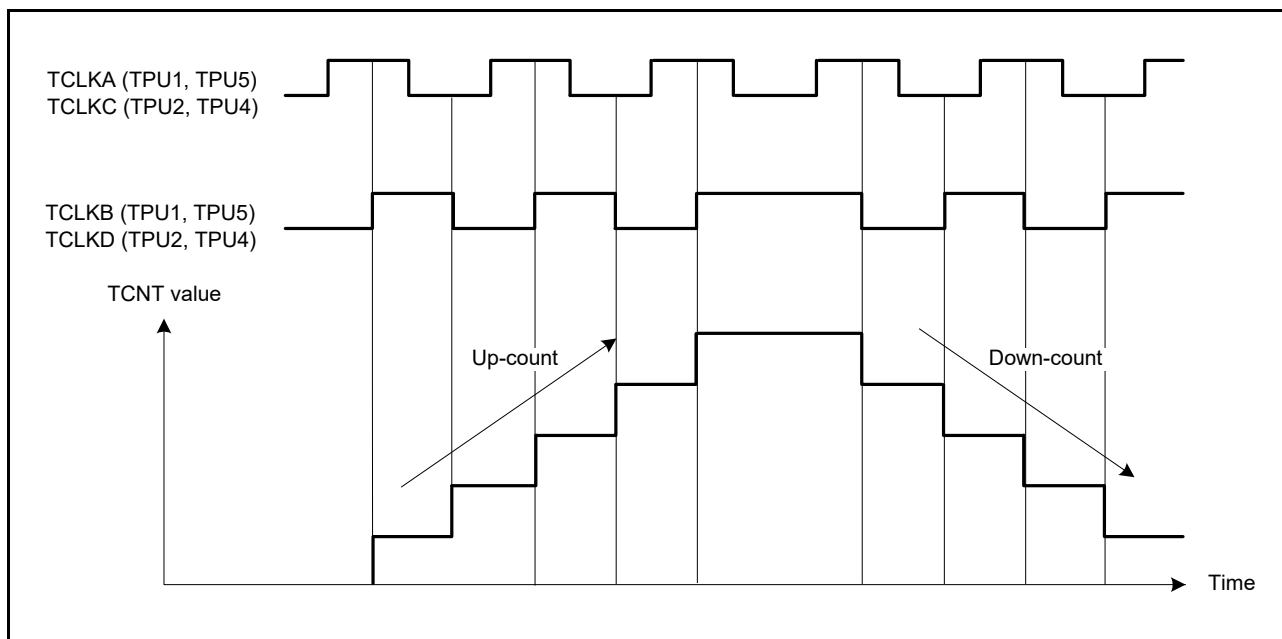 TCLKA (TPU1, TPU5)
TCLKC (TPU2, TPU4)
TCLKB (TPU1, TPU5)
TCLKD (TPU2, TPU4)
TCNT value
Up-count
Down-count
Time